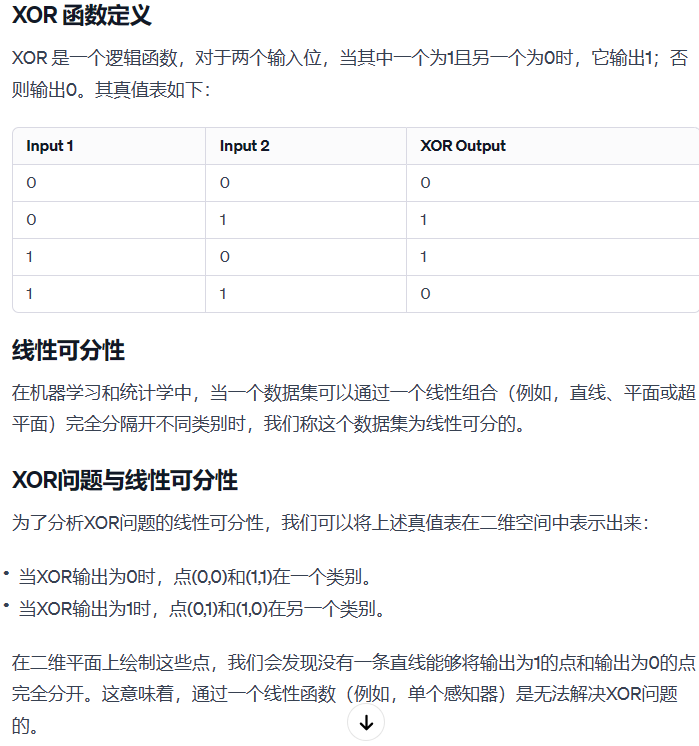 XOR 函数定义
XOR 是一个逻辑函数，对于两个输入位，当其中一个为1且另一个为0时，它输出1；否
则输出0。其真值表如下：
Input 1 Input 2 XOR Output
0 0 0
0 1 1
1 0 1
1 1 0
线性可分性
在机器学习和统计学中，当一个数据集可以通过一个线性组合（例如，直线、平面或超
平面）完全分隔开不同类别时，我们称这个数据集为线性可分的。
XOR问题与线性可分性
为了分析XOR问题的线性可分性，我们可以将上述真值表在二维空间中表示出来：
• 当XOR输出为0时，点(0,0)和(1,1)在一个类别。
• 当XOR输出为1时，点(0,1)和(1,0)在另一个类别。
在二维平面上绘制这些点，我们会发现没有一条直线能够将输出为1的点和输出为0的点
完全分开。这意味着，通过一个线性函数（例如，单个感知器）是无法解决XOR问题
的。